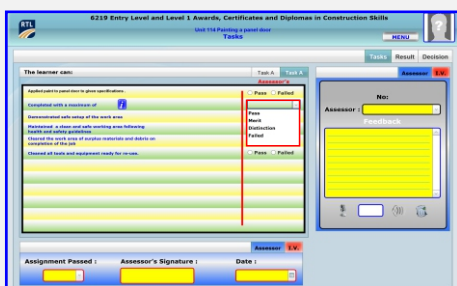 RTL
6219 Entry Level and Level 1 Awards, Certificates and Diplomas in Construction Skills
Unit 114 Painting a panel door
Tasks
MENU
?
Tasks Result Decision
The learner can:
Task A Task A
Assessor's
Assessor I.V.
Applied paint to panel door to given specifications.
Pass Failed
Completed with a maximum of i
Demonstrated safe setup of the work area
Maintained a clean and safe working area following
health and safety guidelines
Cleared the work area of surplus materials and debris on
completion of the job
Cleaned all tools and equipment ready for re-use.
Pass Failed
Pass
Merit
Distinction
Failed
No:
Assessor :
Feedback
Assessor I.V.
Assignment Passed :
Assessor's Signature :
Date :